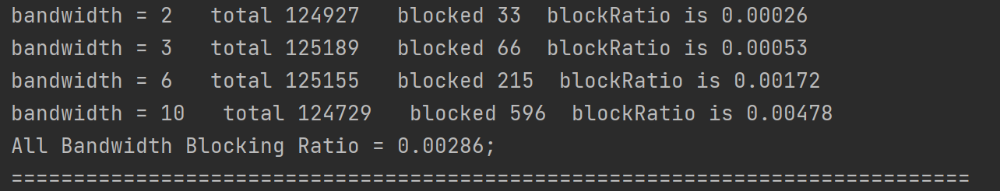 bandwidth = 2   total 124927   blocked 33  blockRatio is 0.00026
bandwidth = 3   total 125189   blocked 66  blockRatio is 0.00053
bandwidth = 6   total 125155   blocked 215  blockRatio is 0.00172
bandwidth = 10   total 124729   blocked 596  blockRatio is 0.00478
All Bandwidth Blocking Ratio = 0.00286;
=============================================================================